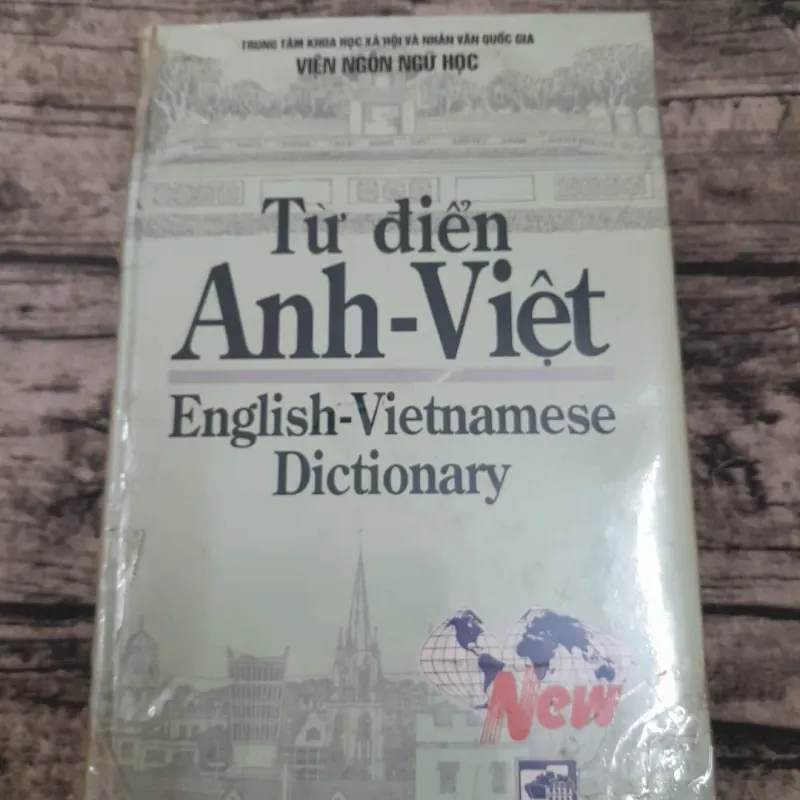 TRUNG TÂM KHOA HỌC XÃ HỘI VÀ NHÂN VĂN QUỐC GIA
VIỆN NGÔN NGỮ HỌC
Từ điển
Anh-Việt
English-Vietnamese
Dictionary
New